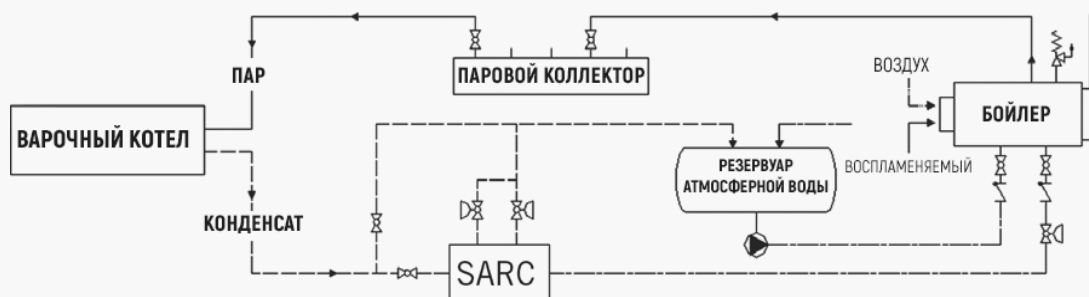 ПАР
ПАРОВОЙ КОЛЛЕКТОР
ВОЗДУХ
БОЙЛЕР
ВАРОЧНЫЙ КОТЕЛ
РЕЗЕРВУАР
АТМОСФЕРНОЙ ВОДЫ
ВОСПЛАМЕНЯЕМЫЙ
КОНДЕНСАТ
SARC